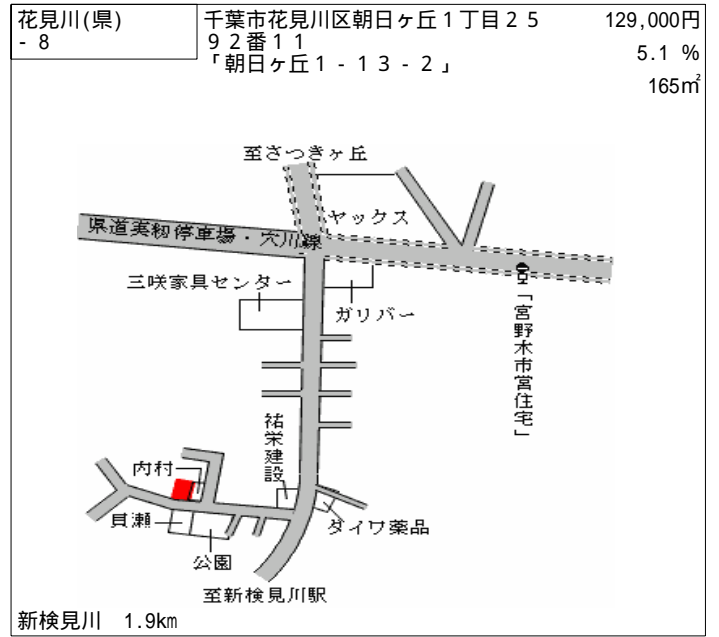 花見川(県)
- 8
千葉市花見川区朝日ヶ丘1丁目25
92番11
「朝日ヶ丘1-13-2」
129,000円
5.1 %
165㎡
至さつきヶ丘
ヤックス
県道実籾停車場・穴川線
三咲家具センター
ガリバー
「宮野木市営住宅」
祐栄建設
内村
貝瀬
公園
ダイワ薬品
至新検見川駅
新検見川 1.9km